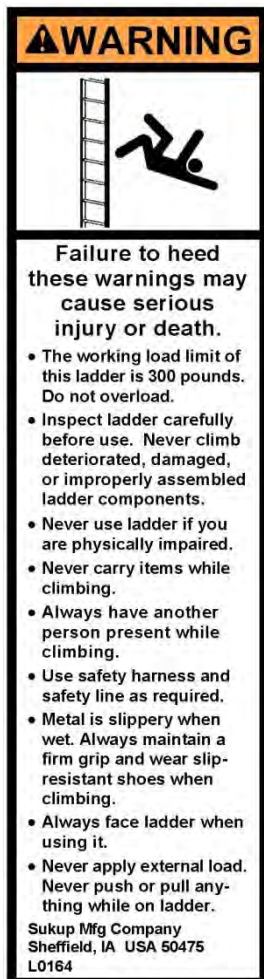 WARNING
Failure to heed
these warnings may
cause serious
injury or death.
• The working load limit of
this ladder is 300 pounds.
Do not overload.
• Inspect ladder carefully
before use. Never climb
deteriorated, damaged,
or improperly assembled
ladder components.
• Never use ladder if you
are physically impaired.
• Never carry items while
climbing.
• Always have another
person present while
climbing.
• Use safety harness and
safety line as required.
• Metal is slippery when
wet. Always maintain a
firm grip and wear slip-
resistant shoes when
climbing.
• Always face ladder when
using it.
• Never apply external load.
Never push or pull any-
thing while on ladder.
Sukup Mfg Company
Sheffield, IA USA 50475
L0164